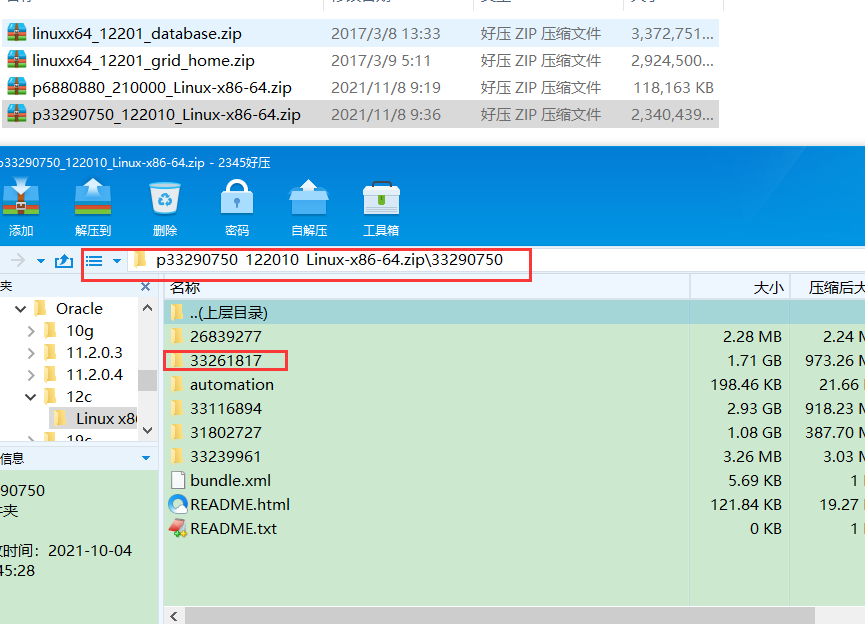 linuxx64_12201_database.zip 2017/3/8 13:33 好压 ZIP 压缩文件 3,372,751...
linuxx64_12201_grid_home.zip 2017/3/9 5:11 好压 ZIP 压缩文件 2,924,500...
p6880880_210000_Linux-x86-64.zip 2021/11/8 9:19 好压 ZIP 压缩文件 118,163 KB
p33290750_122010_Linux-x86-64.zip 2021/11/8 9:36 好压 ZIP 压缩文件 2,340,439...
p33290750_122010_Linux-x86-64.zip - 2345好压
添加 解压到 删除 密码 自解压 工具箱
p33290750_122010_Linux-x86-64.zip\33290750
夹
Oracle
10g
11.2.0.3
11.2.0.4
12c
Linux x86
19c
信息
90750
件夹
时间: 2021-10-04
45:28
名称 大小 压缩后大
..(上层目录)
26839277 2.28 MB 2.24 M
33261817 1.71 GB 973.26 M
automation 198.46 KB 21.66
33116894 2.93 GB 918.23 M
31802727 1.08 GB 387.70 M
33239961 3.26 MB 3.03 M
bundle.xml 5.69 KB 1
README.html 121.84 KB 19.27
README.txt 0 KB 1